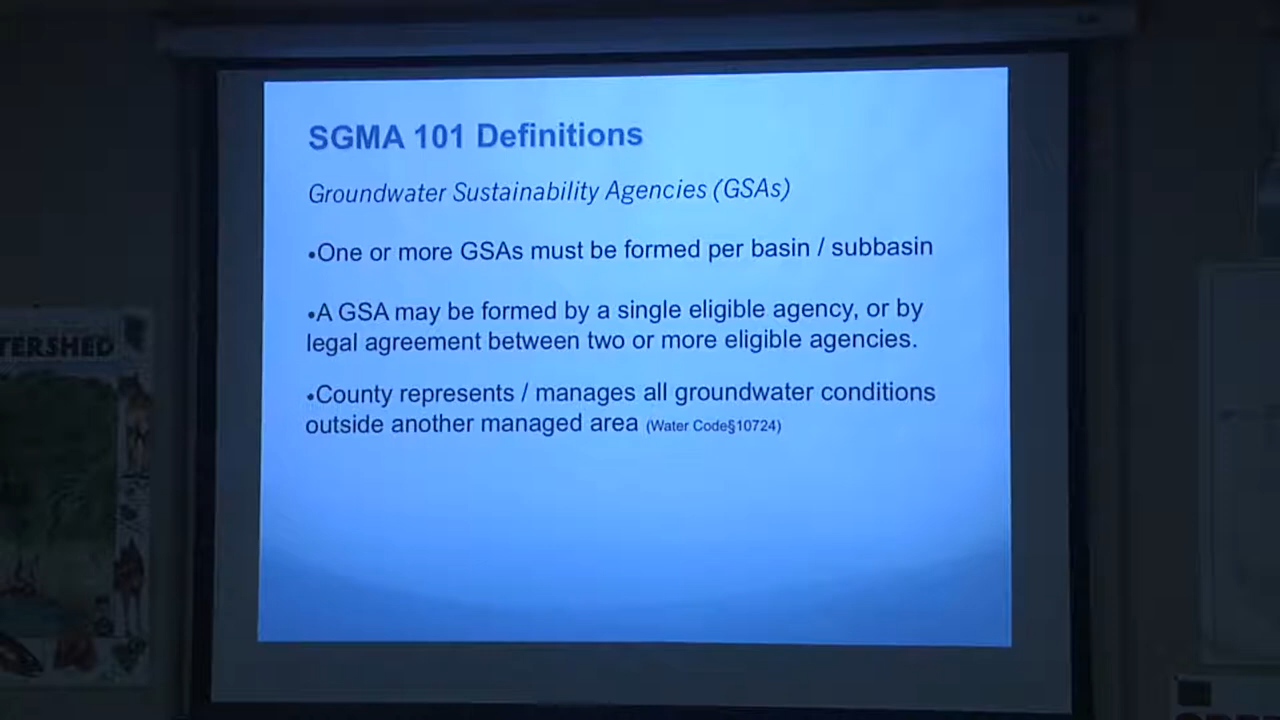 SGMA 101 Definitions
Groundwater Sustainability Agencies (GSAs)
•One or more GSAs must be formed per basin / subbasin
•A GSA may be formed by a single eligible agency, or by
legal agreement between two or more eligible agencies.
•County represents / manages all groundwater conditions
outside another managed area (Water Code§10724)
TERSHED